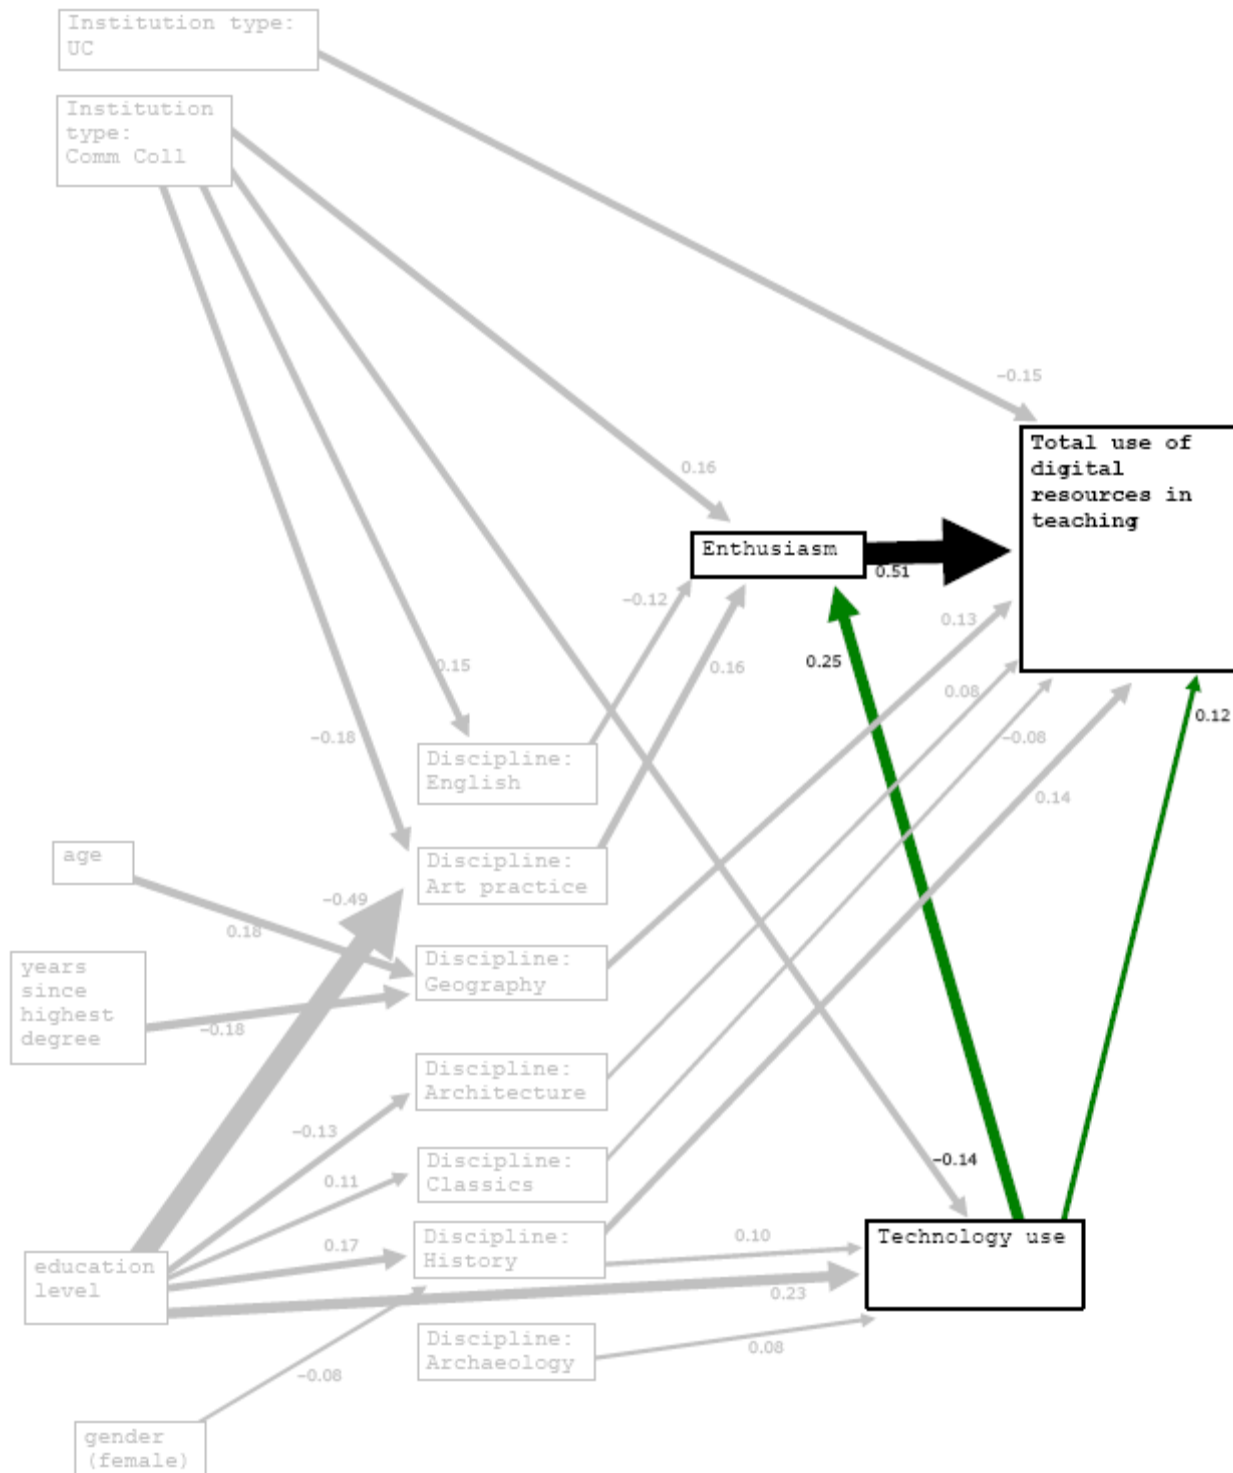 Institution type:
UC
Institution
type:
Comm Coll
-0.15
Total use of
digital
resources in
teaching
0.16
Enthusiasm
0.51
-0.12
0.13
0.15
0.16
0.25
0.08
-0.18
-0.08
0.12
Discipline:
English
0.14
age
Discipline:
Art practice
-0.49
0.18
years
since
highest
degree
Discipline:
Geography
-0.18
Discipline:
Architecture
-0.13
-0.14
Discipline:
Classics
0.11
Discipline:
History
0.17
0.10
Technology use
education
level
0.23
Discipline:
Archaeology
0.08
-0.08
gender
(female)